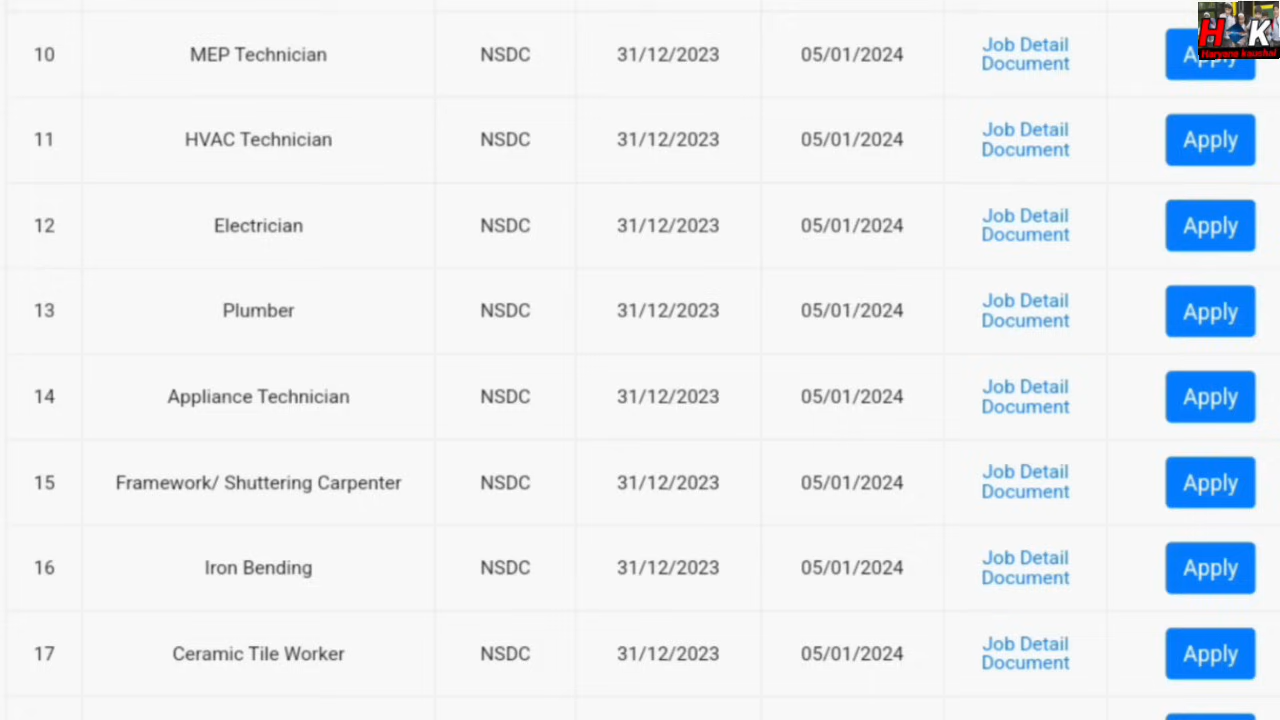 10 MEP Technician NSDC 31/12/2023 05/01/2024 Job Detail Document Apply
H K
Haryana kaushal
11 HVAC Technician NSDC 31/12/2023 05/01/2024 Job Detail Document Apply
12 Electrician NSDC 31/12/2023 05/01/2024 Job Detail Document Apply
13 Plumber NSDC 31/12/2023 05/01/2024 Job Detail Document Apply
14 Appliance Technician NSDC 31/12/2023 05/01/2024 Job Detail Document Apply
15 Framework/ Shuttering Carpenter NSDC 31/12/2023 05/01/2024 Job Detail Document Apply
16 Iron Bending NSDC 31/12/2023 05/01/2024 Job Detail Document Apply
17 Ceramic Tile Worker NSDC 31/12/2023 05/01/2024 Job Detail Document Apply